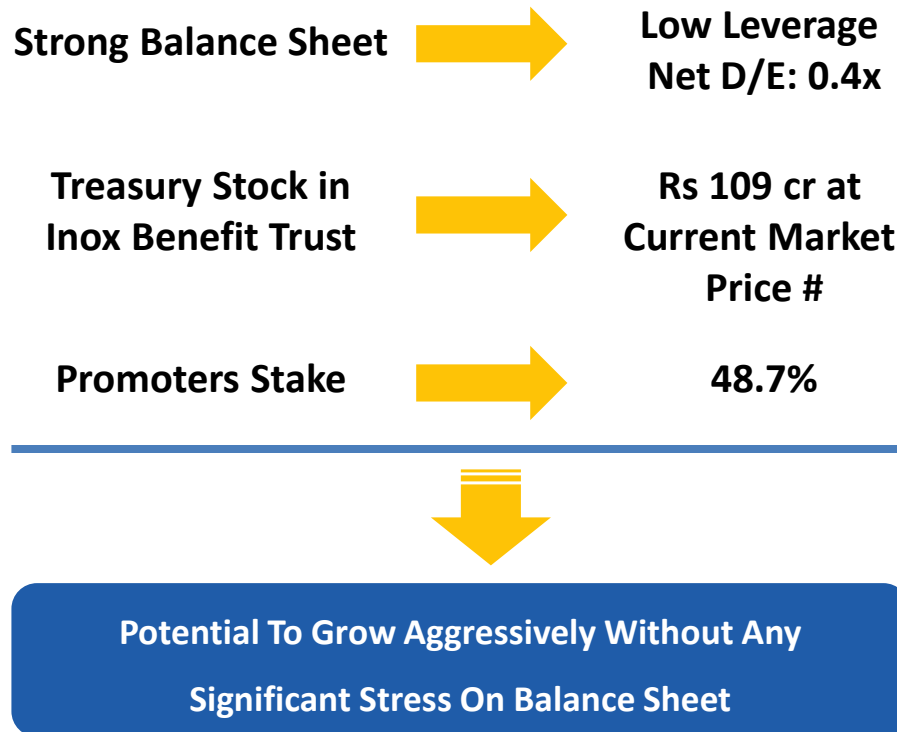 Strong Balance Sheet
Low Leverage
Net D/E: 0.4x
Treasury Stock in
Inox Benefit Trust
Rs 109 cr at
Current Market
Price #
Promoters Stake
48.7%
Potential To Grow Aggressively Without Any
Significant Stress On Balance Sheet